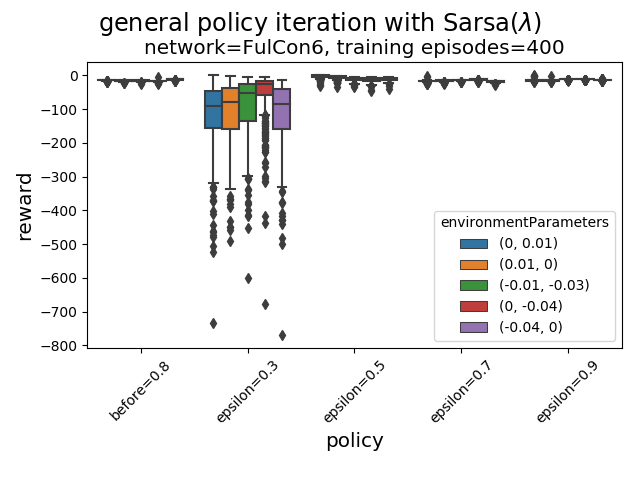 general policy iteration with Sarsa(λ)
network=FulCon6, training episodes=400
reward
0
−100
−200
−300
−400
−500
−600
−700
−800
environmentParameters
(0, 0.01)
(0.01, 0)
(-0.01, -0.03)
(0, -0.04)
(-0.04, 0)
before=0.8
epsilon=0.3
epsilon=0.5
epsilon=0.7
epsilon=0.9
policy